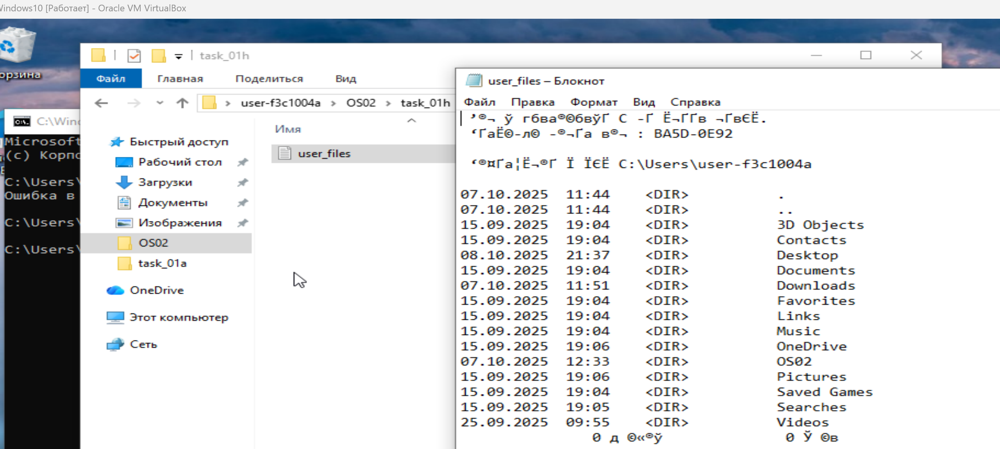 Windows10 [Работает] - Oracle VM VirtualBox
орзина
task_01h
Файл Главная Поделиться Вид
user-f3c1004a > OS02 > task_01h
Имя
user_files
Быстрый доступ
Рабочий стол
Загрузки
Документы
Изображения
OS02
task_01a
OneDrive
Этот компьютер
Сеть
C:\Wind
Microsoft
(c) Корпо
C:\Users\
Ошибка в
C:\Users\
C:\Users\
user_files – Блокнот
Файл Правка Формат Вид Справка
’®¬ ў гбва®©бвўҐ C -Ґ Ё¬ҐҐв ¬ҐвЄЁ.
‘ҐаЁ©-л© -®¬Ґа в®¬ : BA5D-0E92
‘®¤Ґа¦Ё¬®Ґ Ї ЇЄЁ C:\Users\user-f3c1004a
07.10.2025 11:44 <DIR> .
07.10.2025 11:44 <DIR> ..
15.09.2025 19:04 <DIR> 3D Objects
15.09.2025 19:04 <DIR> Contacts
08.10.2025 21:37 <DIR> Desktop
15.09.2025 19:04 <DIR> Documents
07.10.2025 11:51 <DIR> Downloads
15.09.2025 19:04 <DIR> Favorites
15.09.2025 19:04 <DIR> Links
15.09.2025 19:04 <DIR> Music
15.09.2025 19:06 <DIR> OneDrive
07.10.2025 12:33 <DIR> OS02
15.09.2025 19:06 <DIR> Pictures
15.09.2025 19:04 <DIR> Saved Games
15.09.2025 19:05 <DIR> Searches
25.09.2025 09:55 <DIR> Videos
0 д ©«®ў 0 Ў ©в